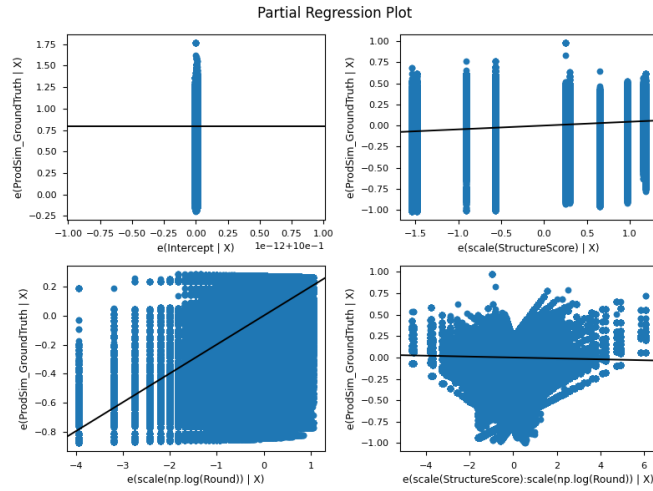 Partial Regression Plot
e(ProdSim_GroundTruth | X)
1.75
1.50
1.25
1.00
0.75
0.50
0.25
0.00
−0.25
−1.00 −0.75 −0.50 −0.25 0.00 0.25 0.50 0.75 1.00
e(Intercept | X) 1e−12+10e−1
e(ProdSim_GroundTruth | X)
1.00
0.75
0.50
0.25
0.00
−0.25
−0.50
−0.75
−1.00
−1.5 −1.0 −0.5 0.0 0.5 1.0
e(scale(StructureScore) | X)
e(ProdSim_GroundTruth | X)
0.2
0.0
−0.2
−0.4
−0.6
−0.8
−4 −3 −2 −1 0 1
e(scale(np.log(Round)) | X)
e(ProdSim_GroundTruth | X)
1.00
0.75
0.50
0.25
0.00
−0.25
−0.50
−0.75
−1.00
−4 −2 0 2 4 6
e(scale(StructureScore):scale(np.log(Round)) | X)